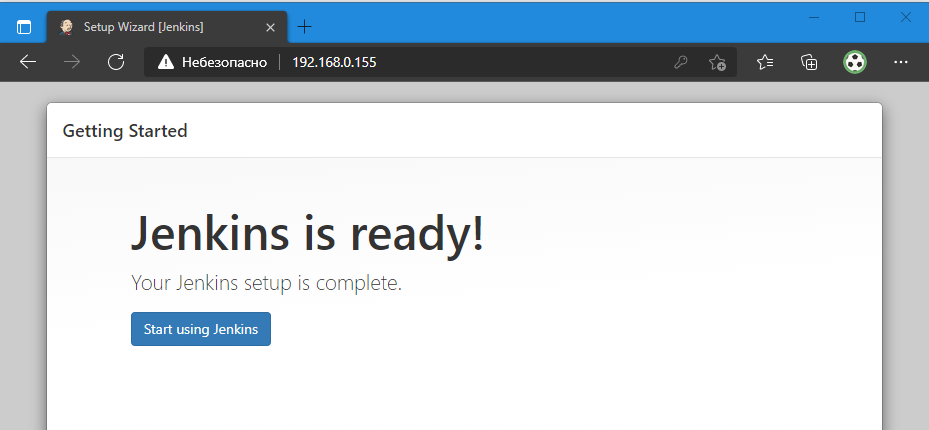 Setup Wizard [Jenkins]
Небезопасно 192.168.0.155
Getting Started
Jenkins is ready!
Your Jenkins setup is complete.
Start using Jenkins